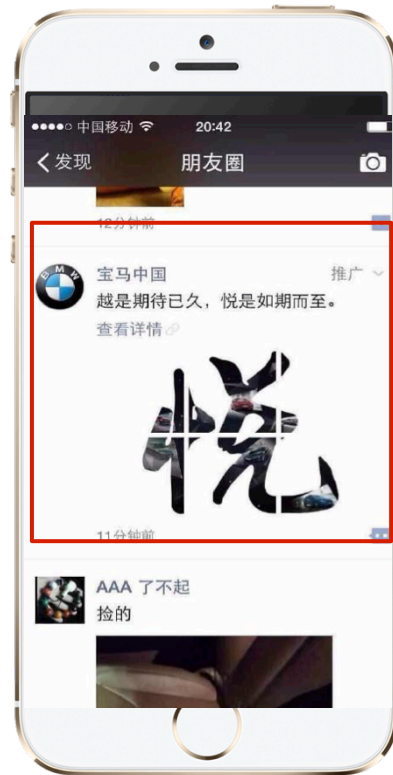 中国移动 20:42
发现 朋友圈
12分钟前
BMW
宝马中国 推广
越是期待已久，悦是如期而至。
查看详情
悦
11分钟前
AAA 了不起
捡的